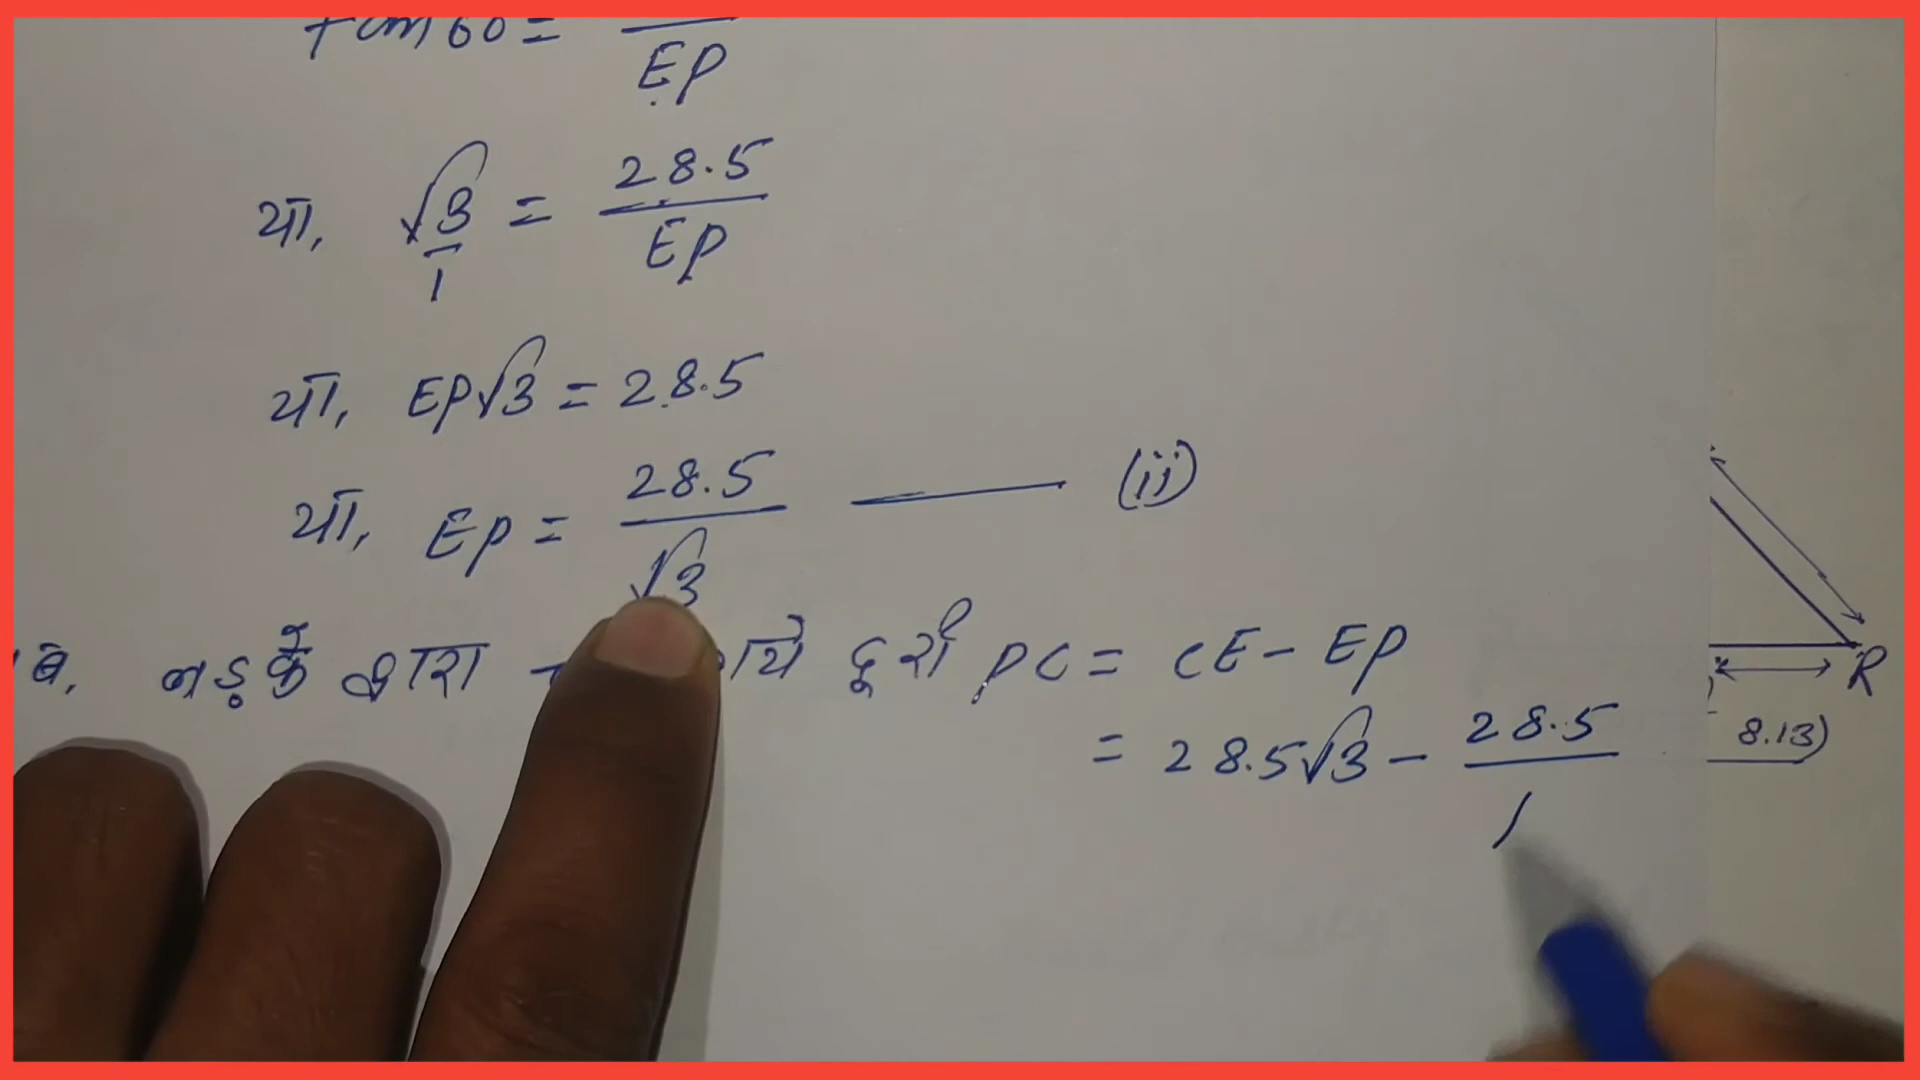 60 =
EP
या, √3/1 = 28.5/EP
या, EP√3 = 28.5
या, EP = 28.5/√3 (ii)
ब, लड़के द्वारा दूरी PC = CE - EP
= 28.5√3 - 28.5
R
8.13)